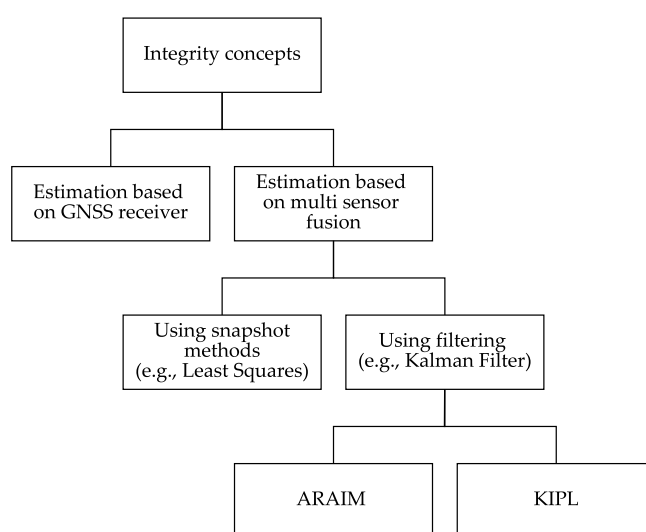 Integrity concepts
Estimation based
on GNSS receiver
Estimation based
on multi sensor
fusion
Using snapshot
methods
(e.g., Least Squares)
Using filtering
(e.g., Kalman Filter)
ARAIM
KIPL